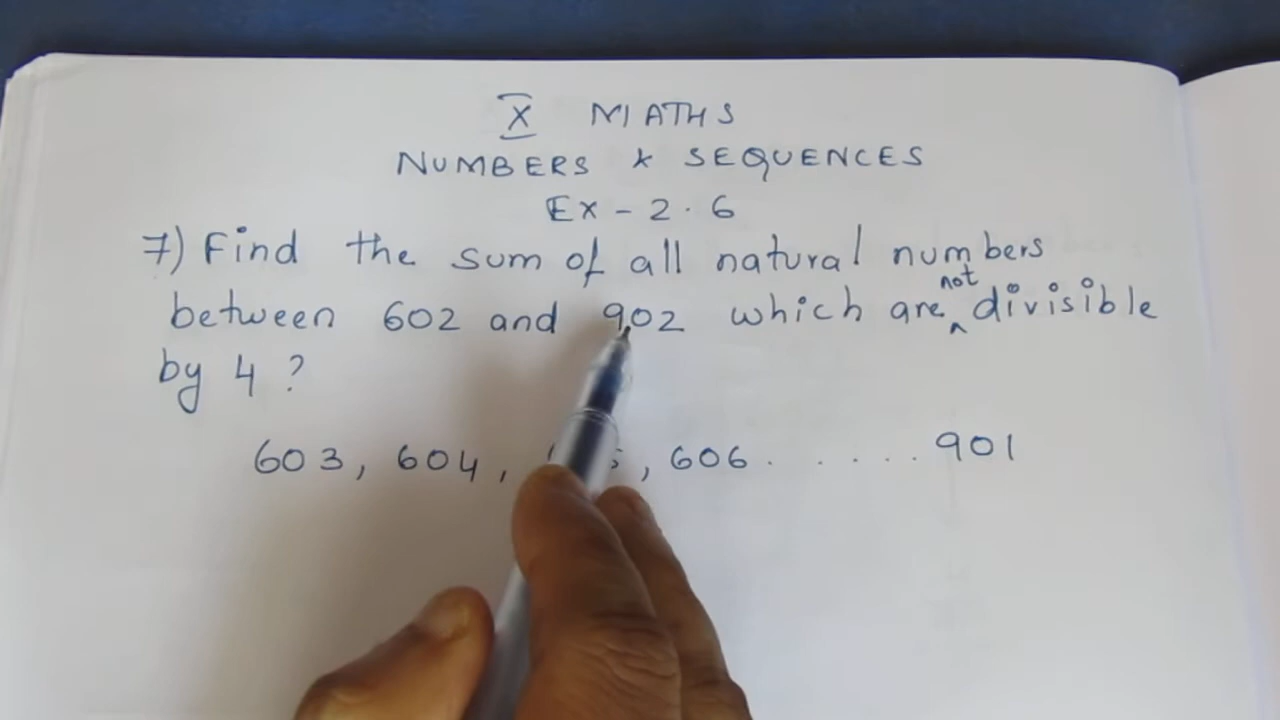 X MATHS
NUMBERS & SEQUENCES
Ex - 2.6
7) Find the sum of all natural numbers
between 602 and 902 which are not divisible
by 4 ?
603, 604, , 606 . . . . . . 901